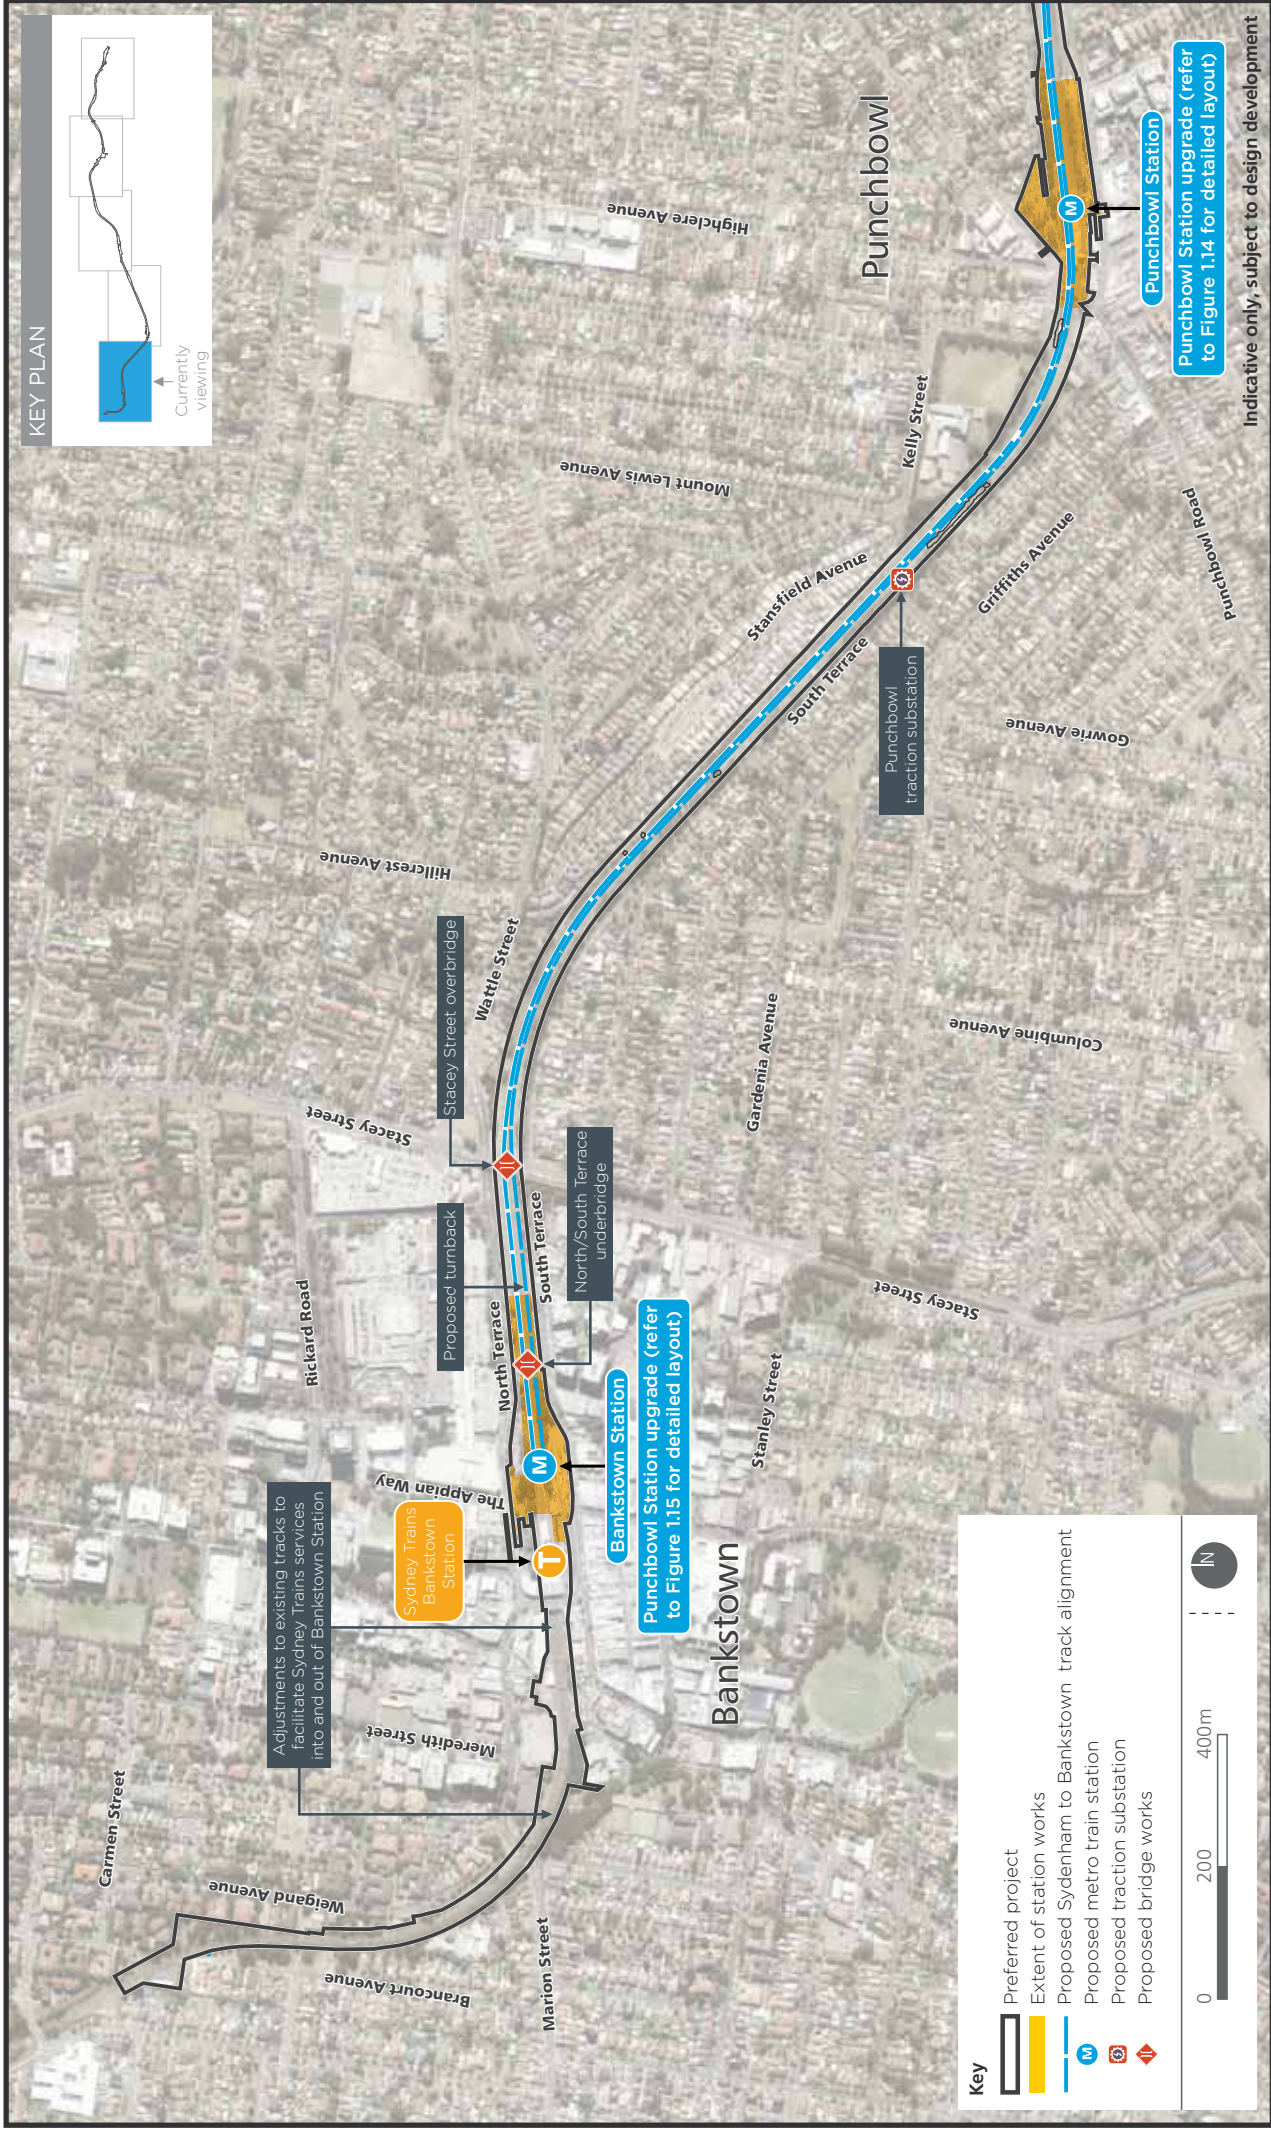 KEY PLAN
Currently
viewing
Carmen Street
Weigand Avenue
Brancourt Avenue
Marion Street
Meredith Street
Adjustments to existing tracks to
facilitate Sydney Trains services
into and out of Bankstown Station
Sydney Trains
Bankstown
Station
T
The Appian Way
Rickard Road
North Terrace
Proposed turnback
South Terrace
Stacey Street
Stacey Street overbridge
Wattle Street
Hillcrest Avenue
North/South Terrace
underbridge
M
Bankstown Station
Punchbowl Station upgrade (refer
to Figure 1.15 for detailed layout)
Bankstown
Stanley Street
Stacey Street
Gardenia Avenue
Columbine Avenue
Mount Lewis Avenue
Highclere Avenue
Stansfield Avenue
South Terrace
Kelly Street
Punchbowl
Punchbowl
traction substation
Gowrie Avenue
Griffiths Avenue
Punchbowl Road
M
Punchbowl Station
Punchbowl Station upgrade (refer
to Figure 1.14 for detailed layout)
Indicative only, subject to design development
Key
Preferred project
Extent of station works
Proposed Sydenham to Bankstown track alignment
M Proposed metro train station
Proposed traction substation
Proposed bridge works
0 200 400m
N